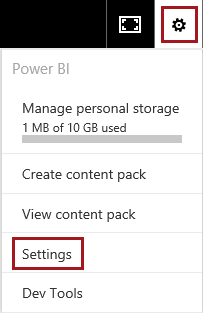 Power BI
Manage personal storage
1 MB of 10 GB used
Create content pack
View content pack
Settings
Dev Tools